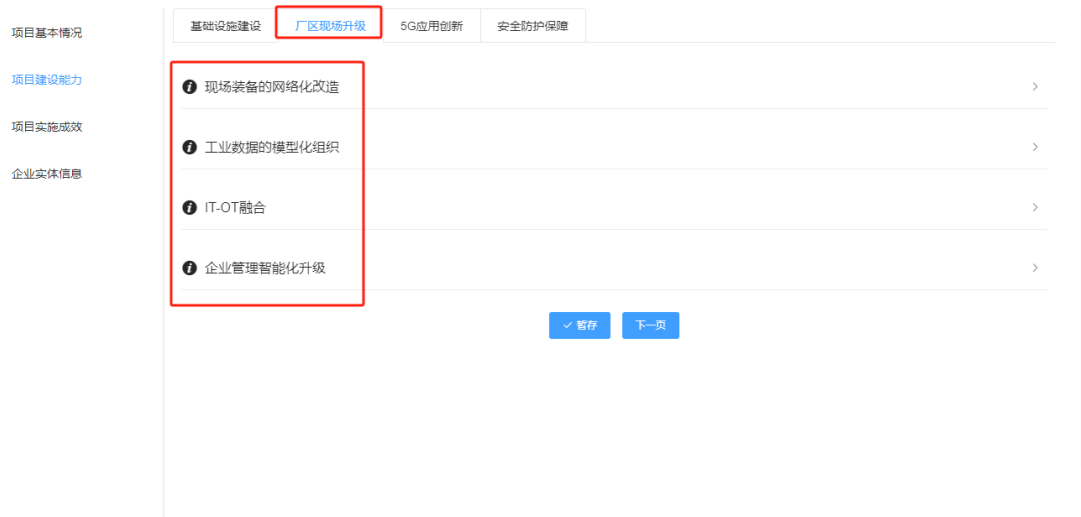 项目基本情况
项目建设能力
项目实施成效
企业实体信息
基础设施建设 厂区现场升级 5G应用创新 安全防护保障
现场装备的网络化改造
工业数据的模型化组织
IT-OT融合
企业管理智能化升级
暂存 下一页